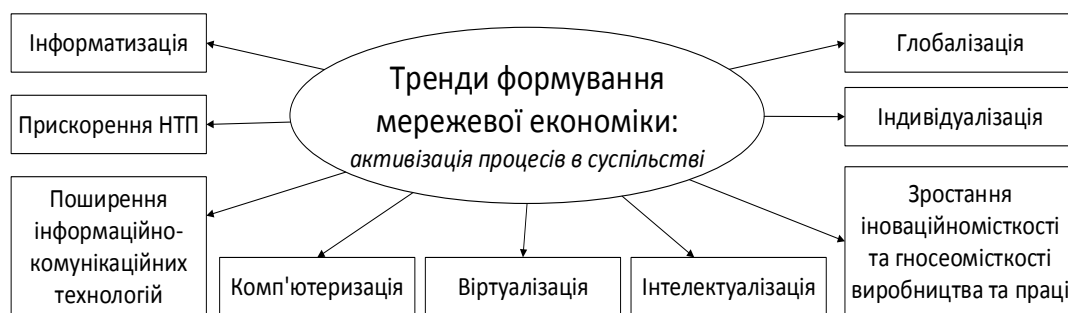 Інформатизація
Прискорення НТП
Поширення
інформаційно-
комунікаційних
технологій
Тренди формування
мережевої економіки:
активізація процесів в суспільстві
Комп'ютеризація
Віртуалізація
Інтелектуалізація
Глобалізація
Індивідуалізація
Зростання
іноваційномісткості
та гносеомісткості
виробництва та праці